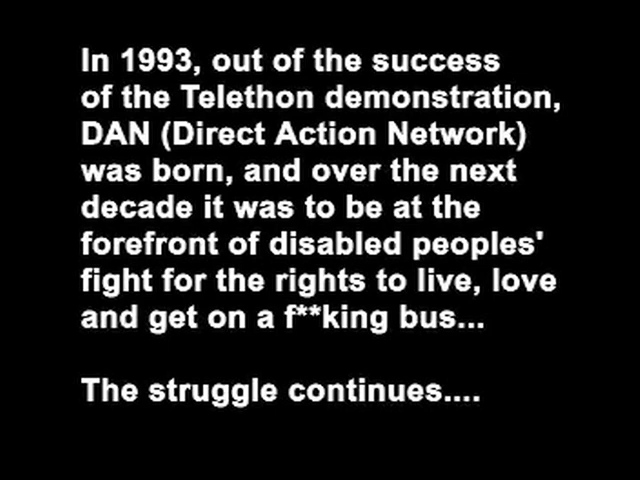 In 1993, out of the success
of the Telethon demonstration,
DAN (Direct Action Network)
was born, and over the next
decade it was to be at the
forefront of disabled peoples'
fight for the rights to live, love
and get on a f**king bus...
The struggle continues....